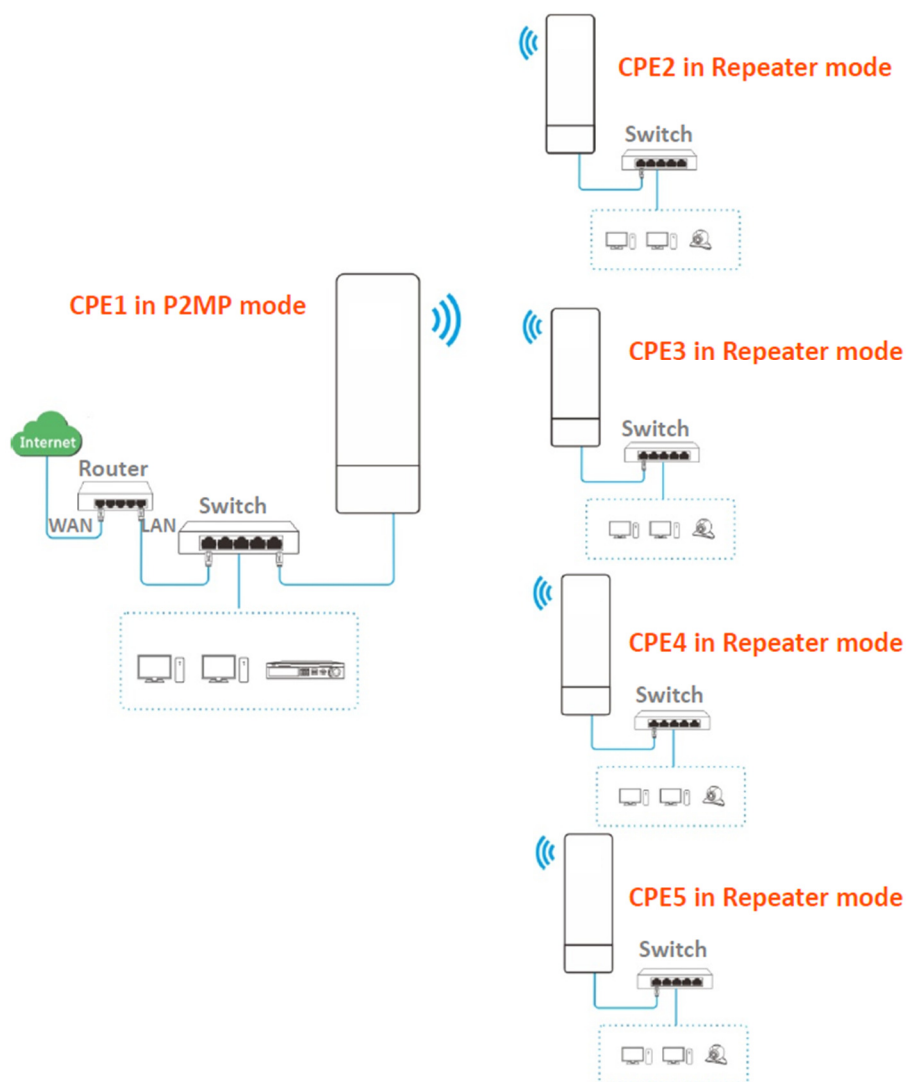 CPE2 in Repeater mode
Switch
CPE1 in P2MP mode
CPE3 in Repeater mode
Switch
Internet
Router
Switch
WAN
LAN
CPE4 in Repeater mode
Switch
CPE5 in Repeater mode
Switch